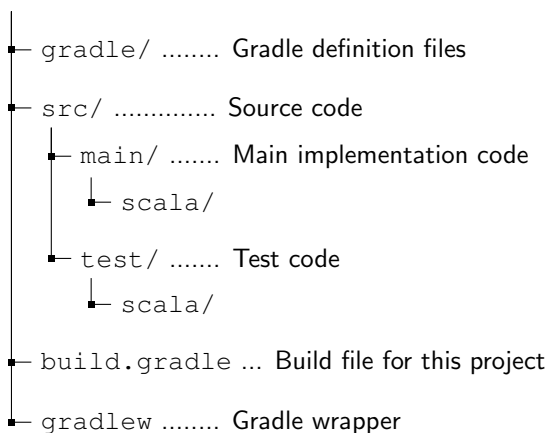 gradle/ ........ Gradle definition files
src/ .............. Source code
main/ ....... Main implementation code
scala/
test/ ....... Test code
scala/
build.gradle ... Build file for this project
gradlew ........ Gradle wrapper